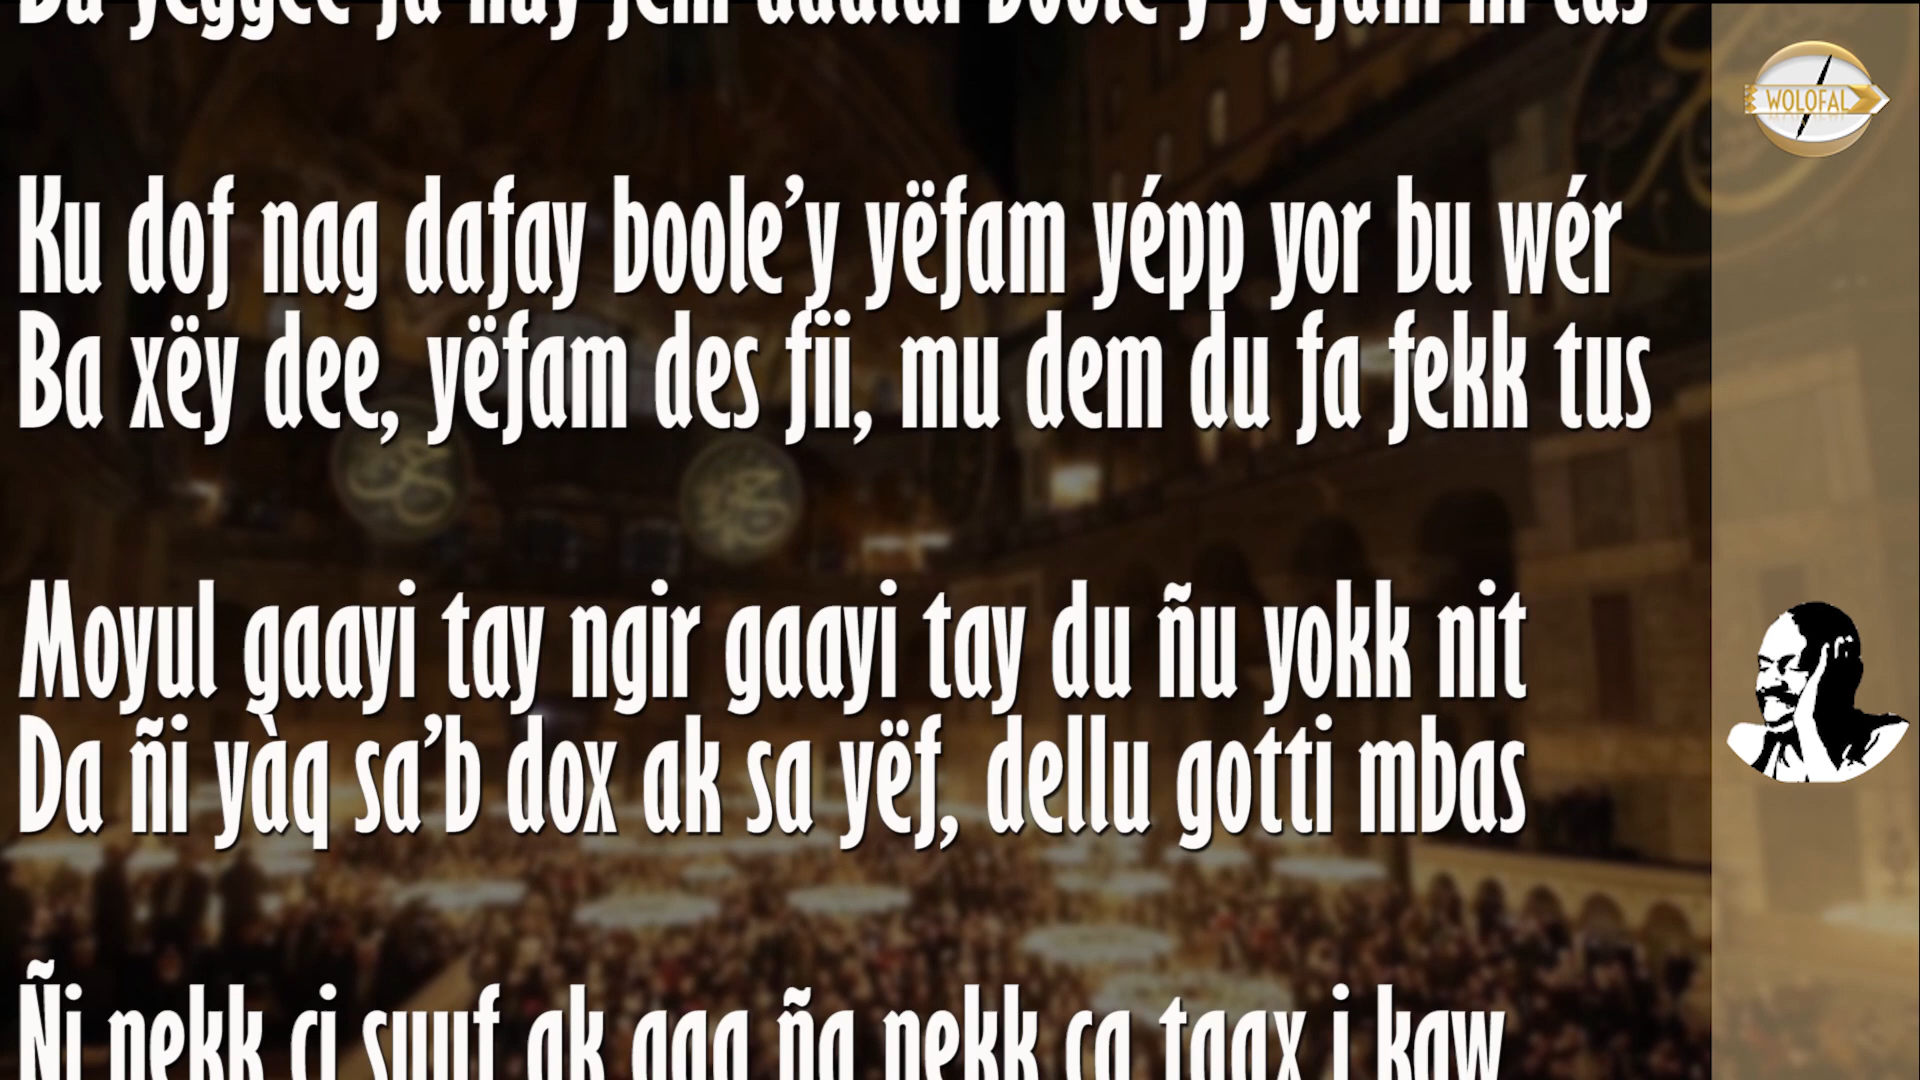 Ku dof nag dafay boole’y yëfam yépp yor bu wér
Ba xëy dee, yëfam des fii, mu dem du fa fekk tus
Moyul gaayi tay ngir gaayi tay du ñu yokk nit
Da ñi yàq sa’b dox ak sa yëf, dellu gotti mbas
Ñi nekk ci suuf ak ña nekk ca taax i kaw
WOLOFAL